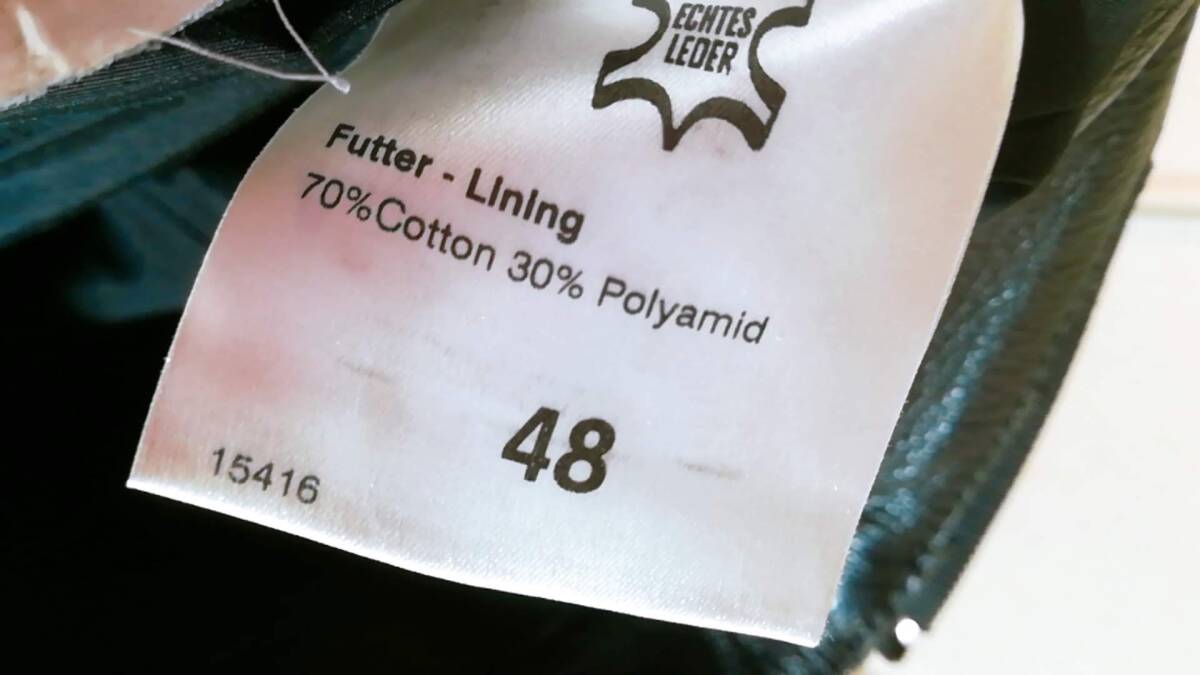 ECHTES
LEDER
Futter - Lining
70%Cotton 30% Polyamid
48
15416